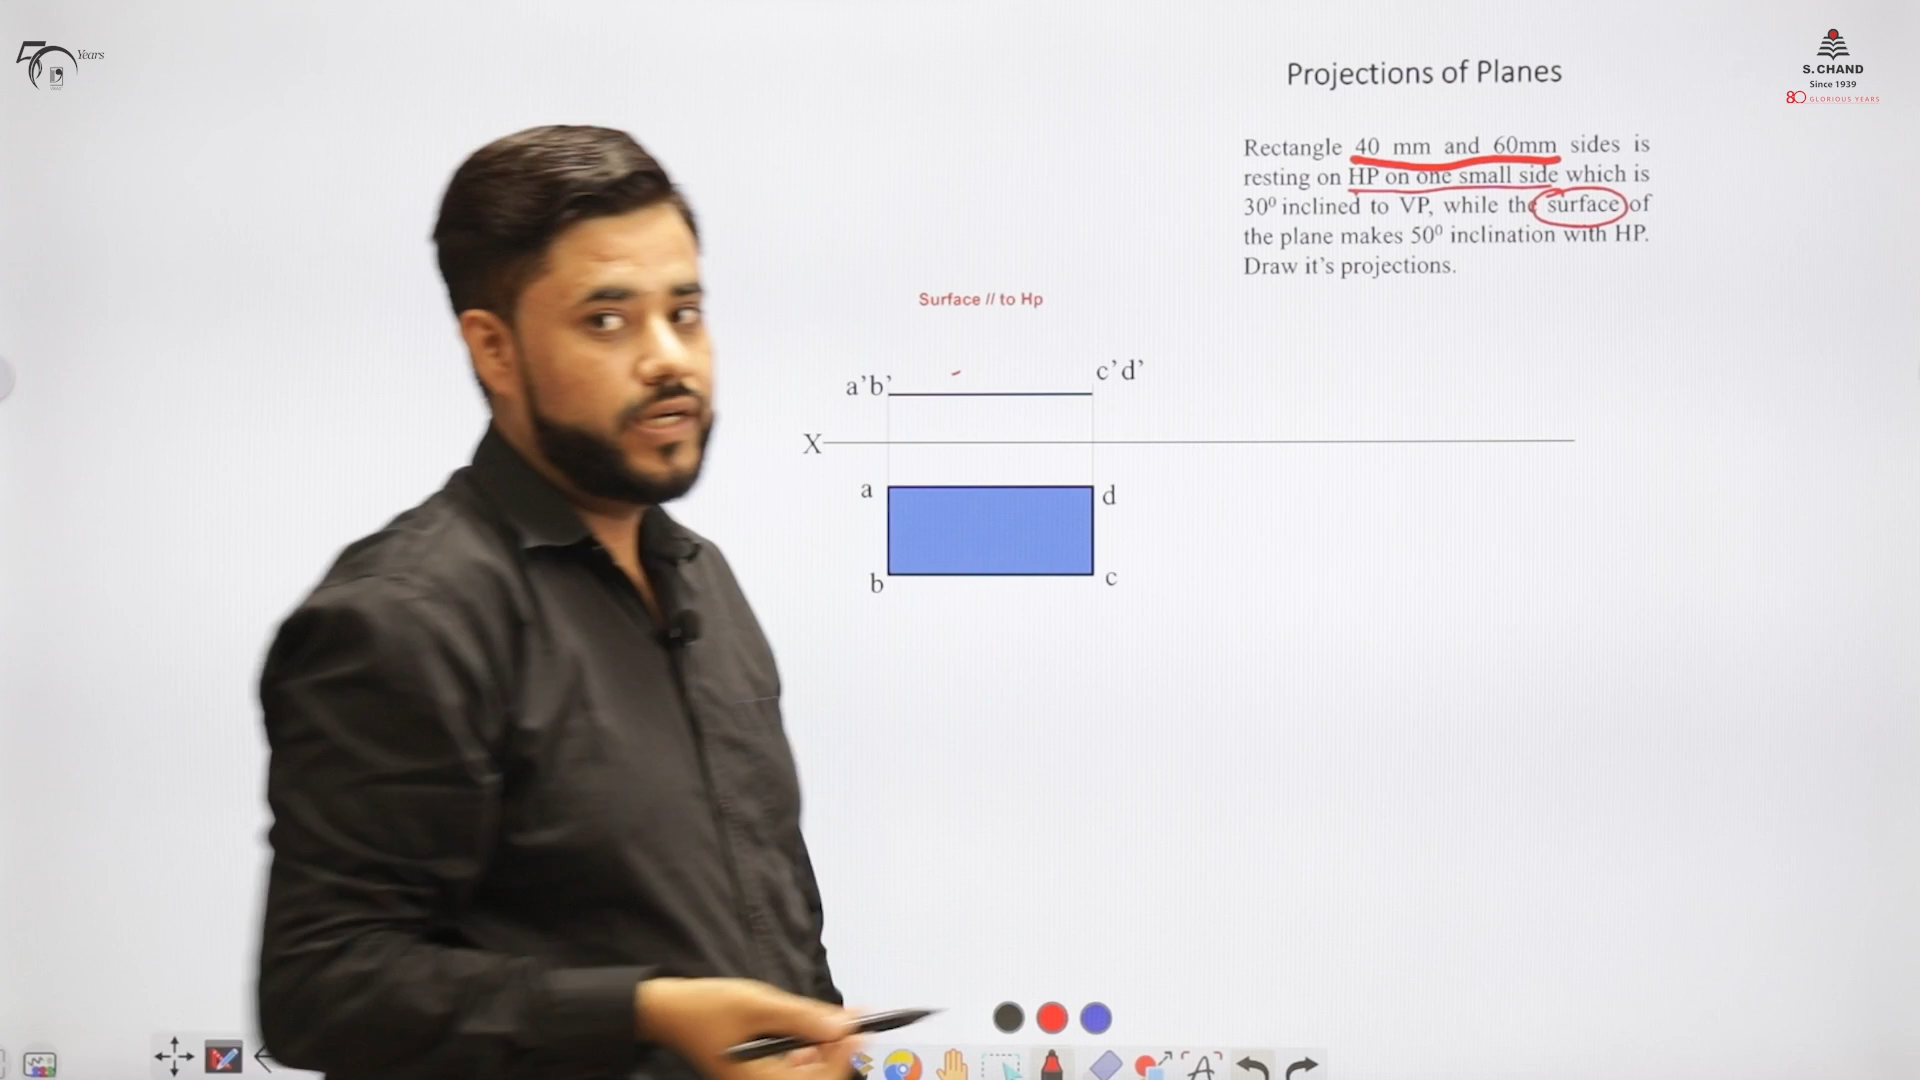 50 Years
Projections of Planes
S. CHAND
Since 1939
80 GLORIOUS YEARS
Rectangle 40 mm and 60mm sides is
resting on HP on one small side which is
30⁰ inclined to VP, while the surface of
the plane makes 50⁰ inclination with HP.
Draw it's projections.
Surface // to Hp
a'b'
c'd'
X
a
d
b
c